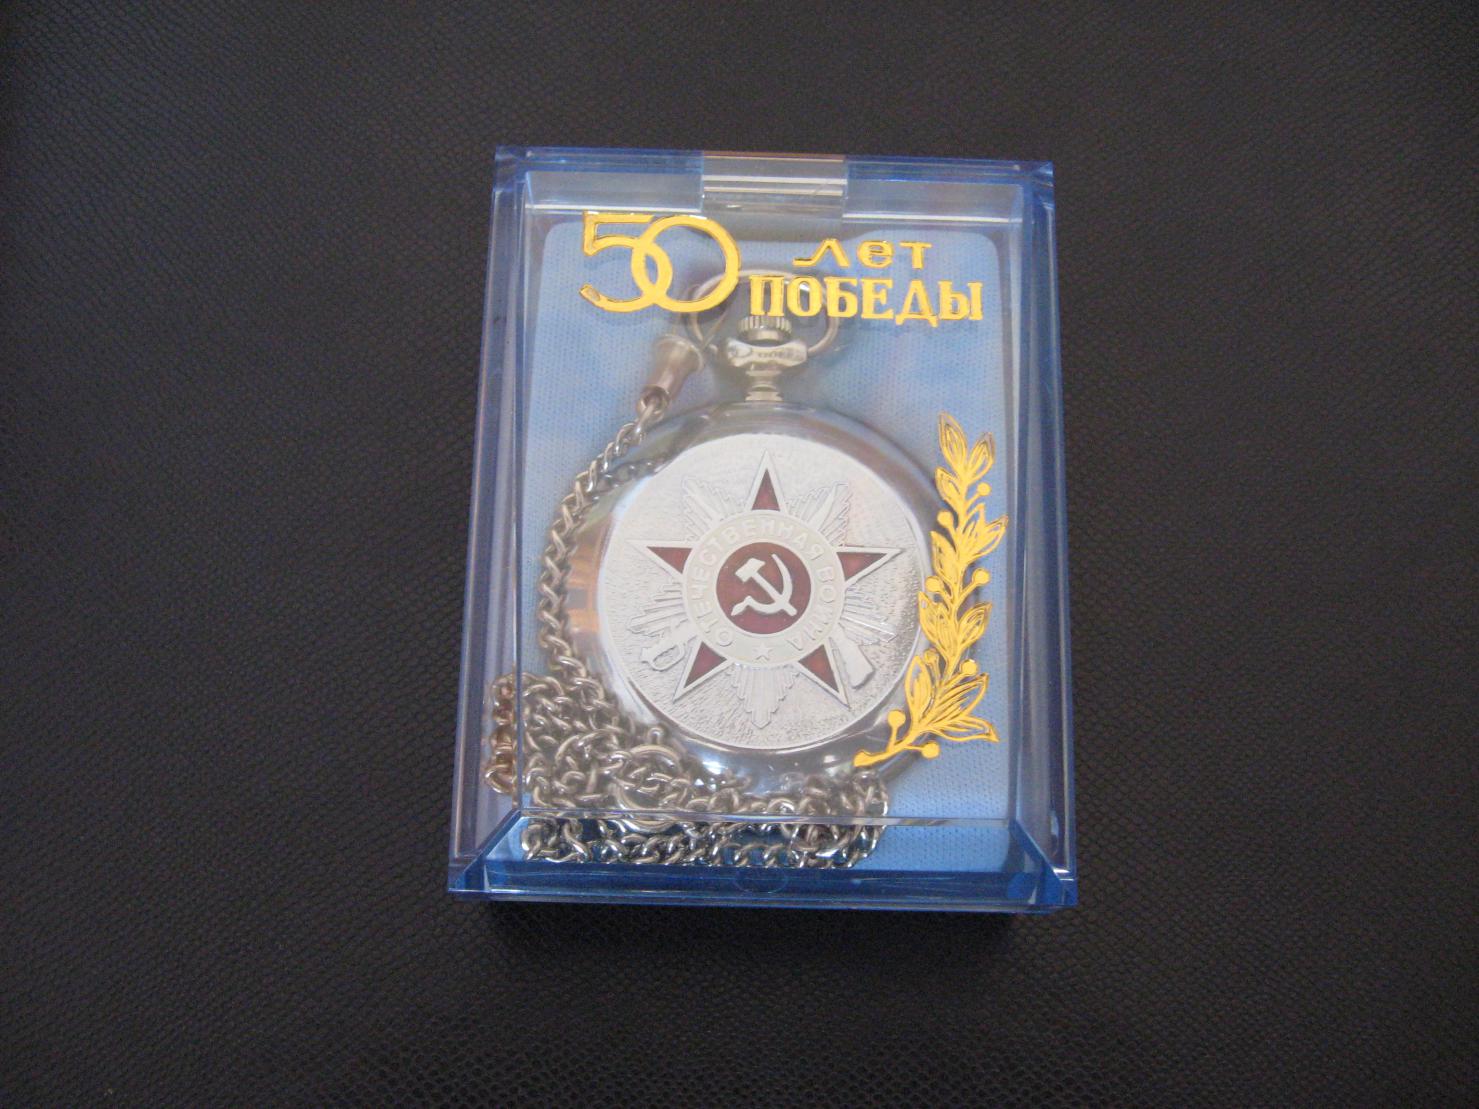 50 лет
ПОБЕДЫ
ОТЕЧЕСТВЕННАЯ ВОЙНА